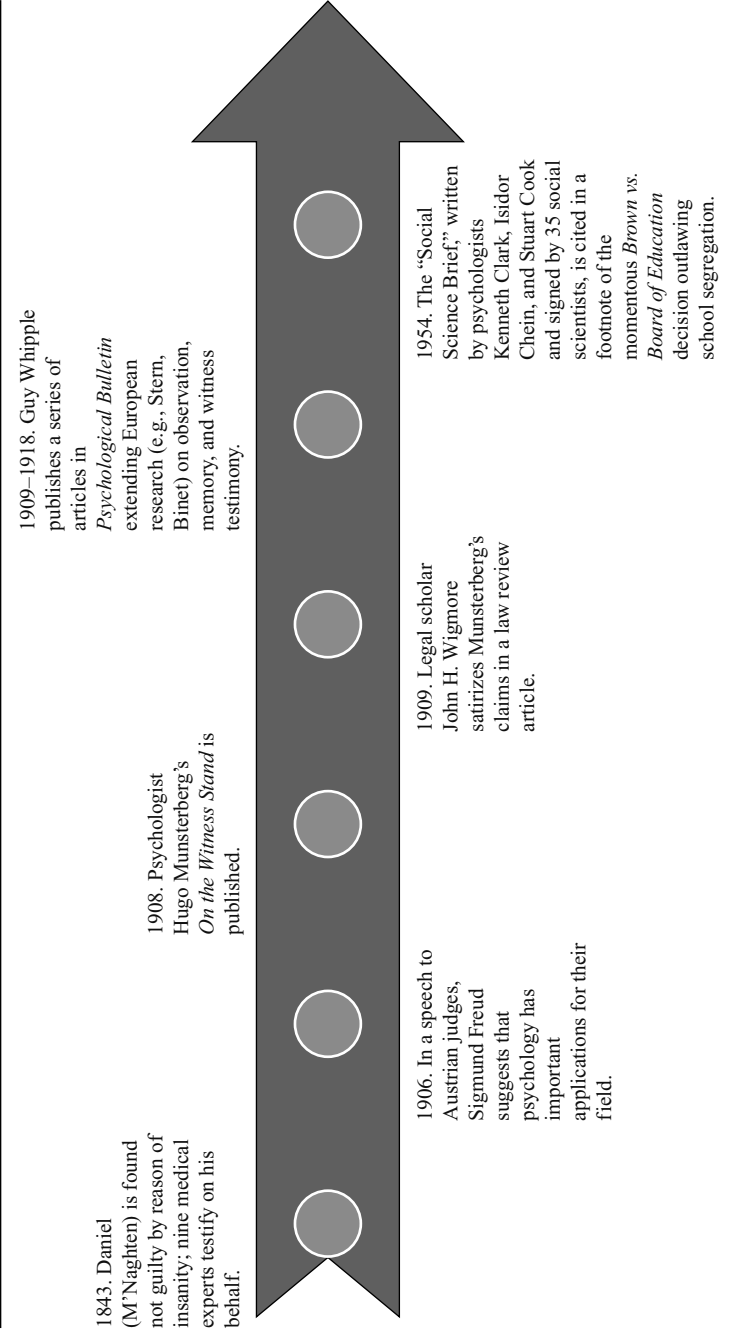 1843. Daniel
(M’Naghten) is found
not guilty by reason of
insanity; nine medical
experts testify on his
behalf.
1906. In a speech to
Austrian judges,
Sigmund Freud
suggests that
psychology has
important
applications for their
field.
1908. Psychologist
Hugo Munsterberg’s
On the Witness Stand is
published.
1909. Legal scholar
John H. Wigmore
satirizes Munsterberg’s
claims in a law review
article.
1909–1918. Guy Whipple
publishes a series of
articles in
Psychological Bulletin
extending European
research (e.g., Stern,
Binet) on observation,
memory, and witness
testimony.
1954. The “Social
Science Brief,” written
by psychologists
Kenneth Clark, Isidor
Chein, and Stuart Cook
and signed by 35 social
scientists, is cited in a
footnote of the
momentous Brown vs.
Board of Education
decision outlawing
school segregation.